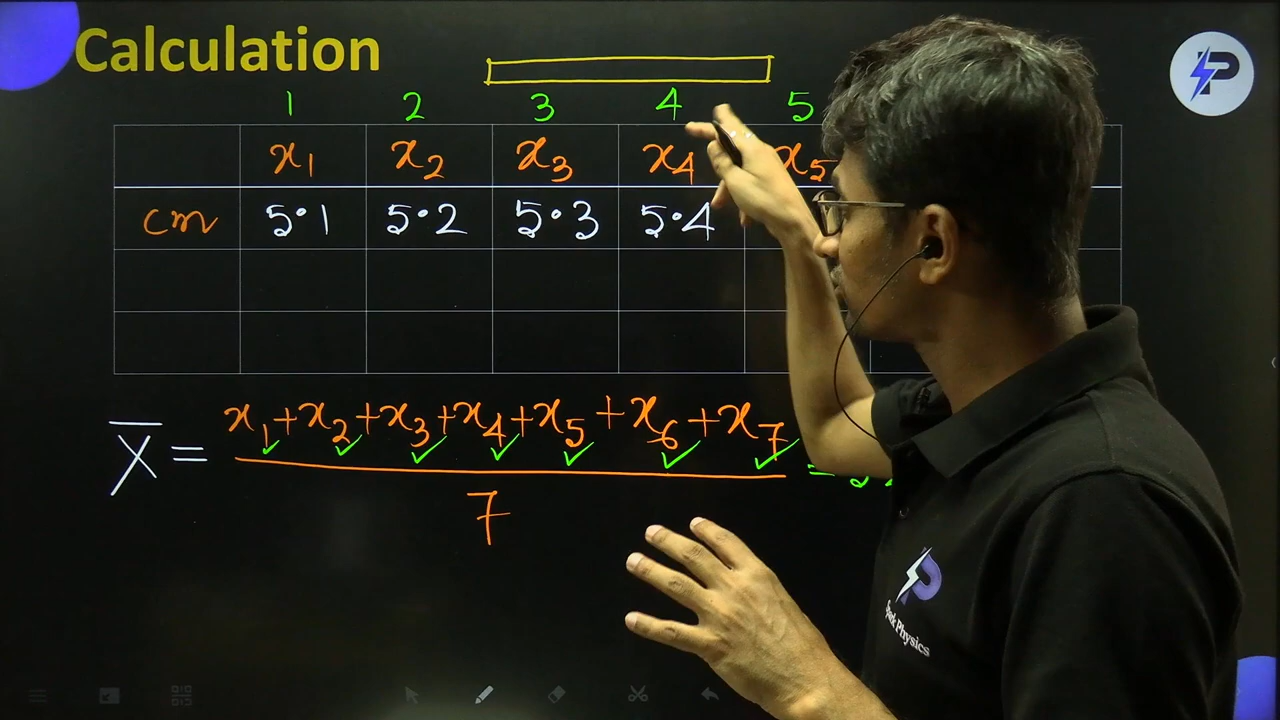 Calculation
1 2 3 4 5
x₁ x₂ x₃ x₄ x₅
cm 5.1 5.2 5.3 5.4
X̅ = x₁+x₂+x₃+x₄+x₅+x₆+x₇ =
7
P
Spark Physics